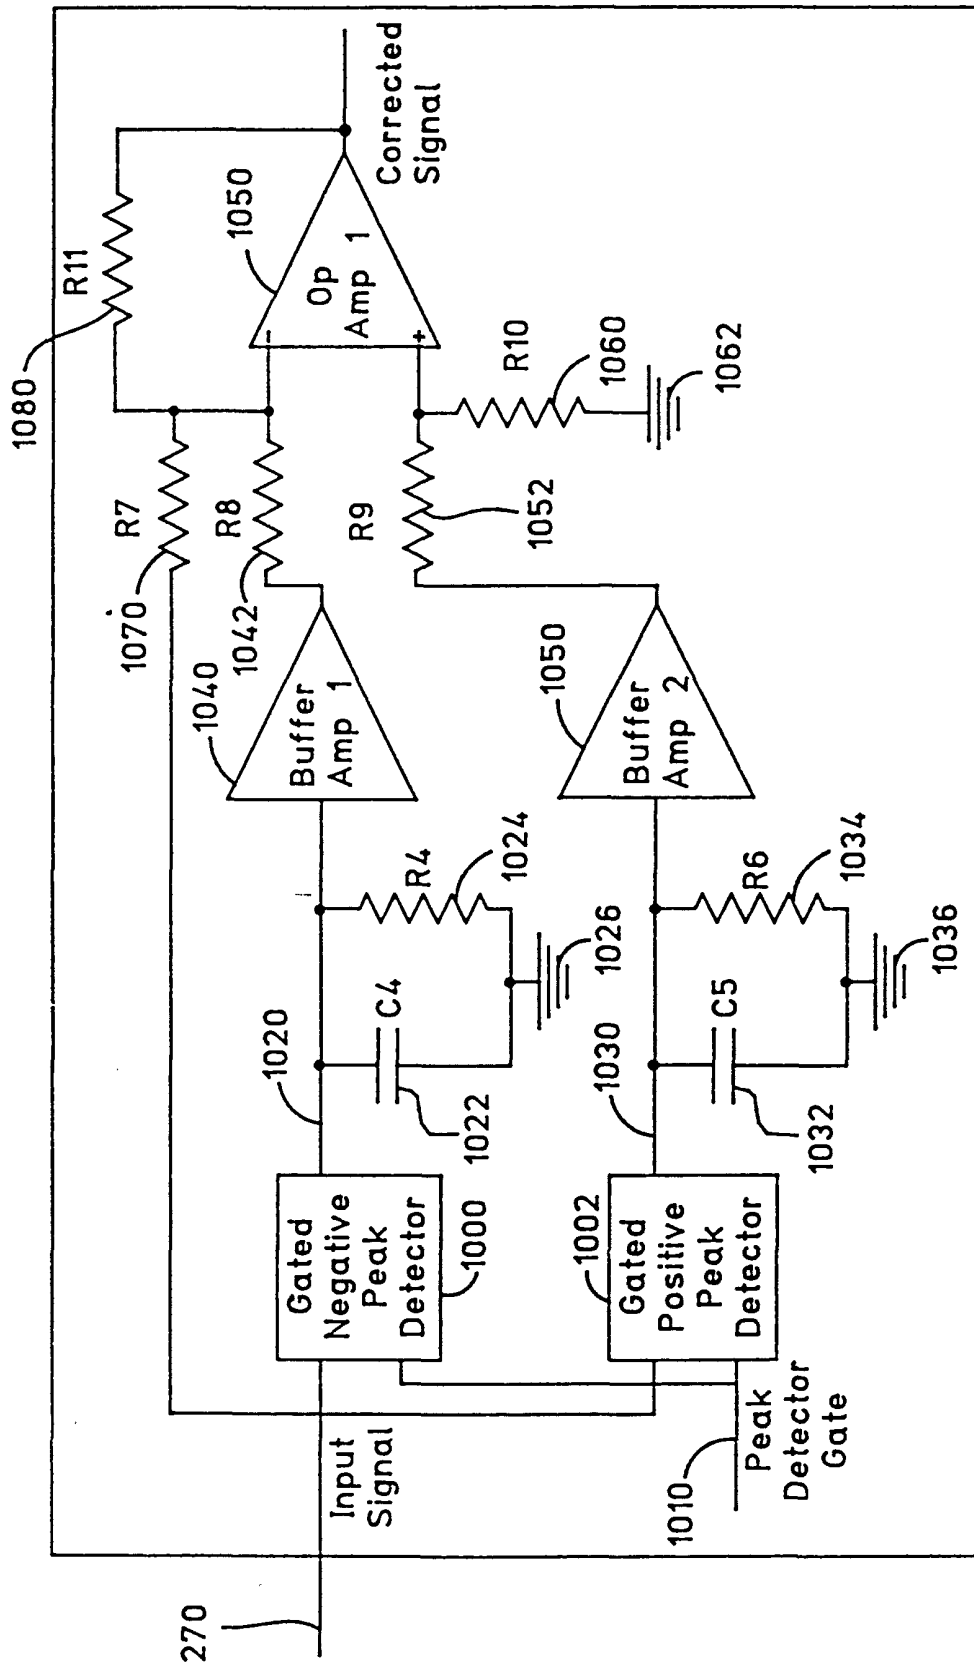 270
Input
Signal
1010
Peak
Detector
Gate
Gated
Negative
Peak
Detector
1000
1002
Gated
Positive
Peak
Detector
1020
1022
C4
R4
1024
1026
1030
1032
C5
R6
1034
1036
1040
Buffer
Amp 1
1050
Buffer
Amp 2
1070
R7
1042
R8
R9
1052
1080
R11
1050
-
Op
Amp 1
+
R10
1060
1062
Corrected
Signal